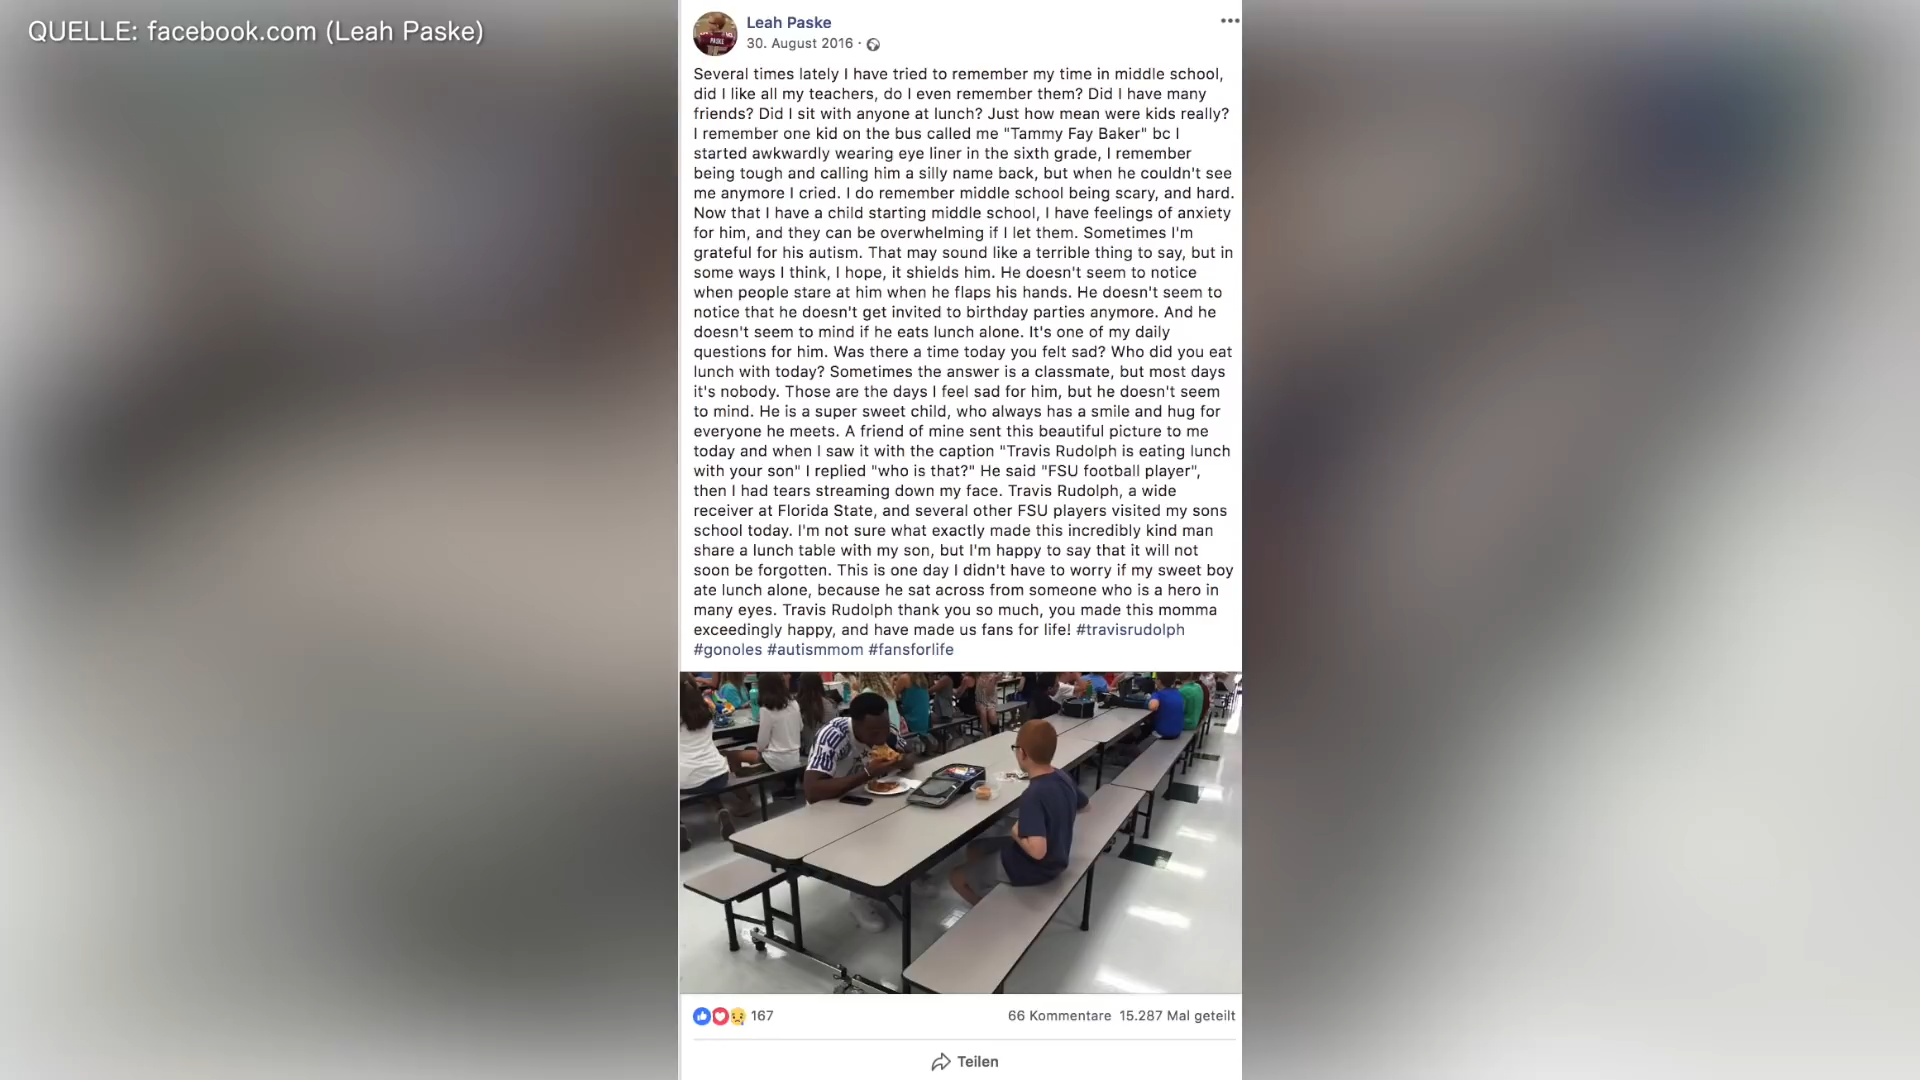 QUELLE: facebook.com (Leah Paske)
Leah Paske
30. August 2016 ·
Several times lately I have tried to remember my time in middle school,
did I like all my teachers, do I even remember them? Did I have many
friends? Did I sit with anyone at lunch? Just how mean were kids really?
I remember one kid on the bus called me "Tammy Fay Baker" bc I
started awkwardly wearing eye liner in the sixth grade, I remember
being tough and calling him a silly name back, but when he couldn't see
me anymore I cried. I do remember middle school being scary, and hard.
Now that I have a child starting middle school, I have feelings of anxiety
for him, and they can be overwhelming if I let them. Sometimes I'm
grateful for his autism. That may sound like a terrible thing to say, but in
some ways I think, I hope, it shields him. He doesn't seem to notice
when people stare at him when he flaps his hands. He doesn't seem to
notice that he doesn't get invited to birthday parties anymore. And he
doesn't seem to mind if he eats lunch alone. It's one of my daily
questions for him. Was there a time today you felt sad? Who did you eat
lunch with today? Sometimes the answer is a classmate, but most days
it's nobody. Those are the days I feel sad for him, but he doesn't seem
to mind. He is a super sweet child, who always has a smile and hug for
everyone he meets. A friend of mine sent this beautiful picture to me
today and when I saw it with the caption "Travis Rudolph is eating lunch
with your son" I replied "who is that?" He said "FSU football player",
then I had tears streaming down my face. Travis Rudolph, a wide
receiver at Florida State, and several other FSU players visited my sons
school today. I'm not sure what exactly made this incredibly kind man
share a lunch table with my son, but I'm happy to say that it will not
soon be forgotten. This is one day I didn't have to worry if my sweet boy
ate lunch alone, because he sat across from someone who is a hero in
many eyes. Travis Rudolph thank you so much, you made this momma
exceedingly happy, and have made us fans for life! #travisrudolph
#gonoles #autismmom #fansforlife
167
66 Kommentare 15.287 Mal geteilt
Teilen